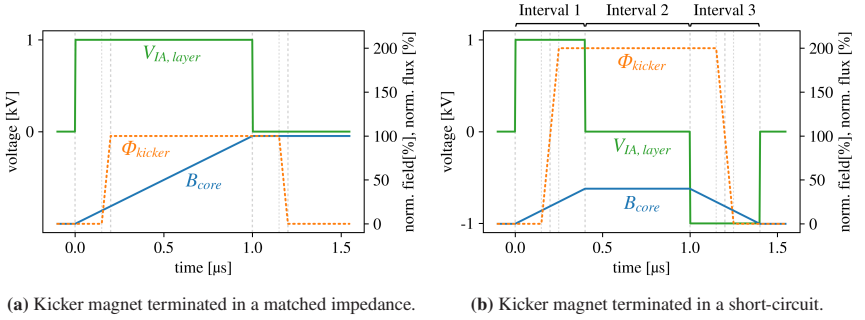 Interval 1 Interval 2 Interval 3
(a) (b)
1
0
voltage [kV]
V_IA, layer
Φ_kicker
B_core
200
150
100
50
0
norm. field[%], norm. flux [%]
0.0 0.5 1.0 1.5
time [µs]
1
0
-1
voltage [kV]
Φ_kicker
V_IA, layer
B_core
200
150
100
50
0
norm. field[%], norm. flux [%]
0.0 0.5 1.0 1.5
time [µs]
(a) Kicker magnet terminated in a matched impedance.
(b) Kicker magnet terminated in a short-circuit.